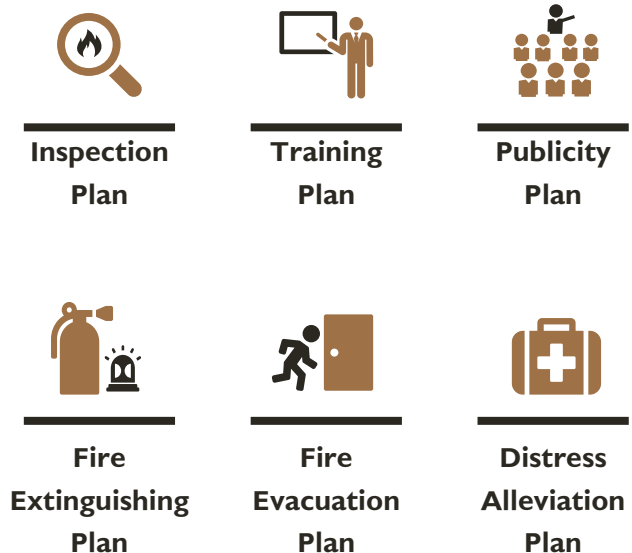 Inspection
Plan
Training
Plan
Publicity
Plan
Fire
Extinguishing
Plan
Fire
Evacuation
Plan
Distress
Alleviation
Plan